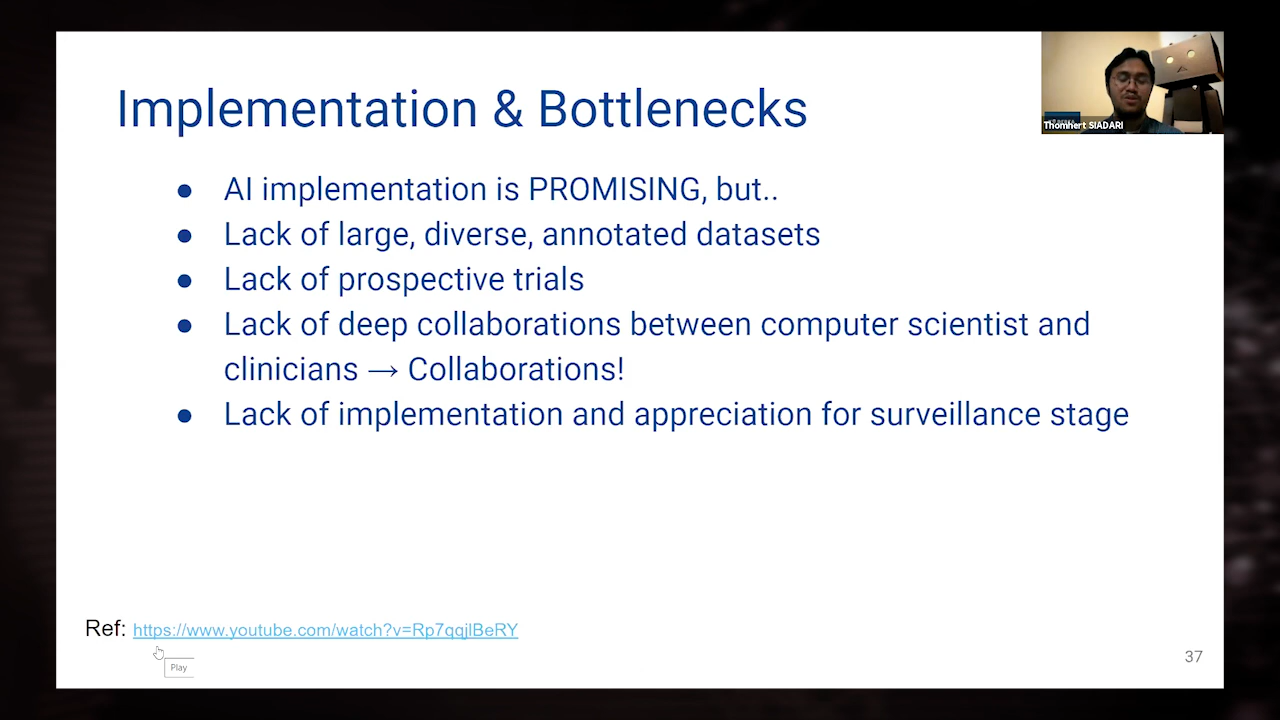 Implementation & Bottlenecks
Thomhert SIADARI
● AI implementation is PROMISING, but..
● Lack of large, diverse, annotated datasets
● Lack of prospective trials
● Lack of deep collaborations between computer scientist and
clinicians → Collaborations!
● Lack of implementation and appreciation for surveillance stage
Ref: https://www.youtube.com/watch?v=Rp7qqjlBeRY
Play
37